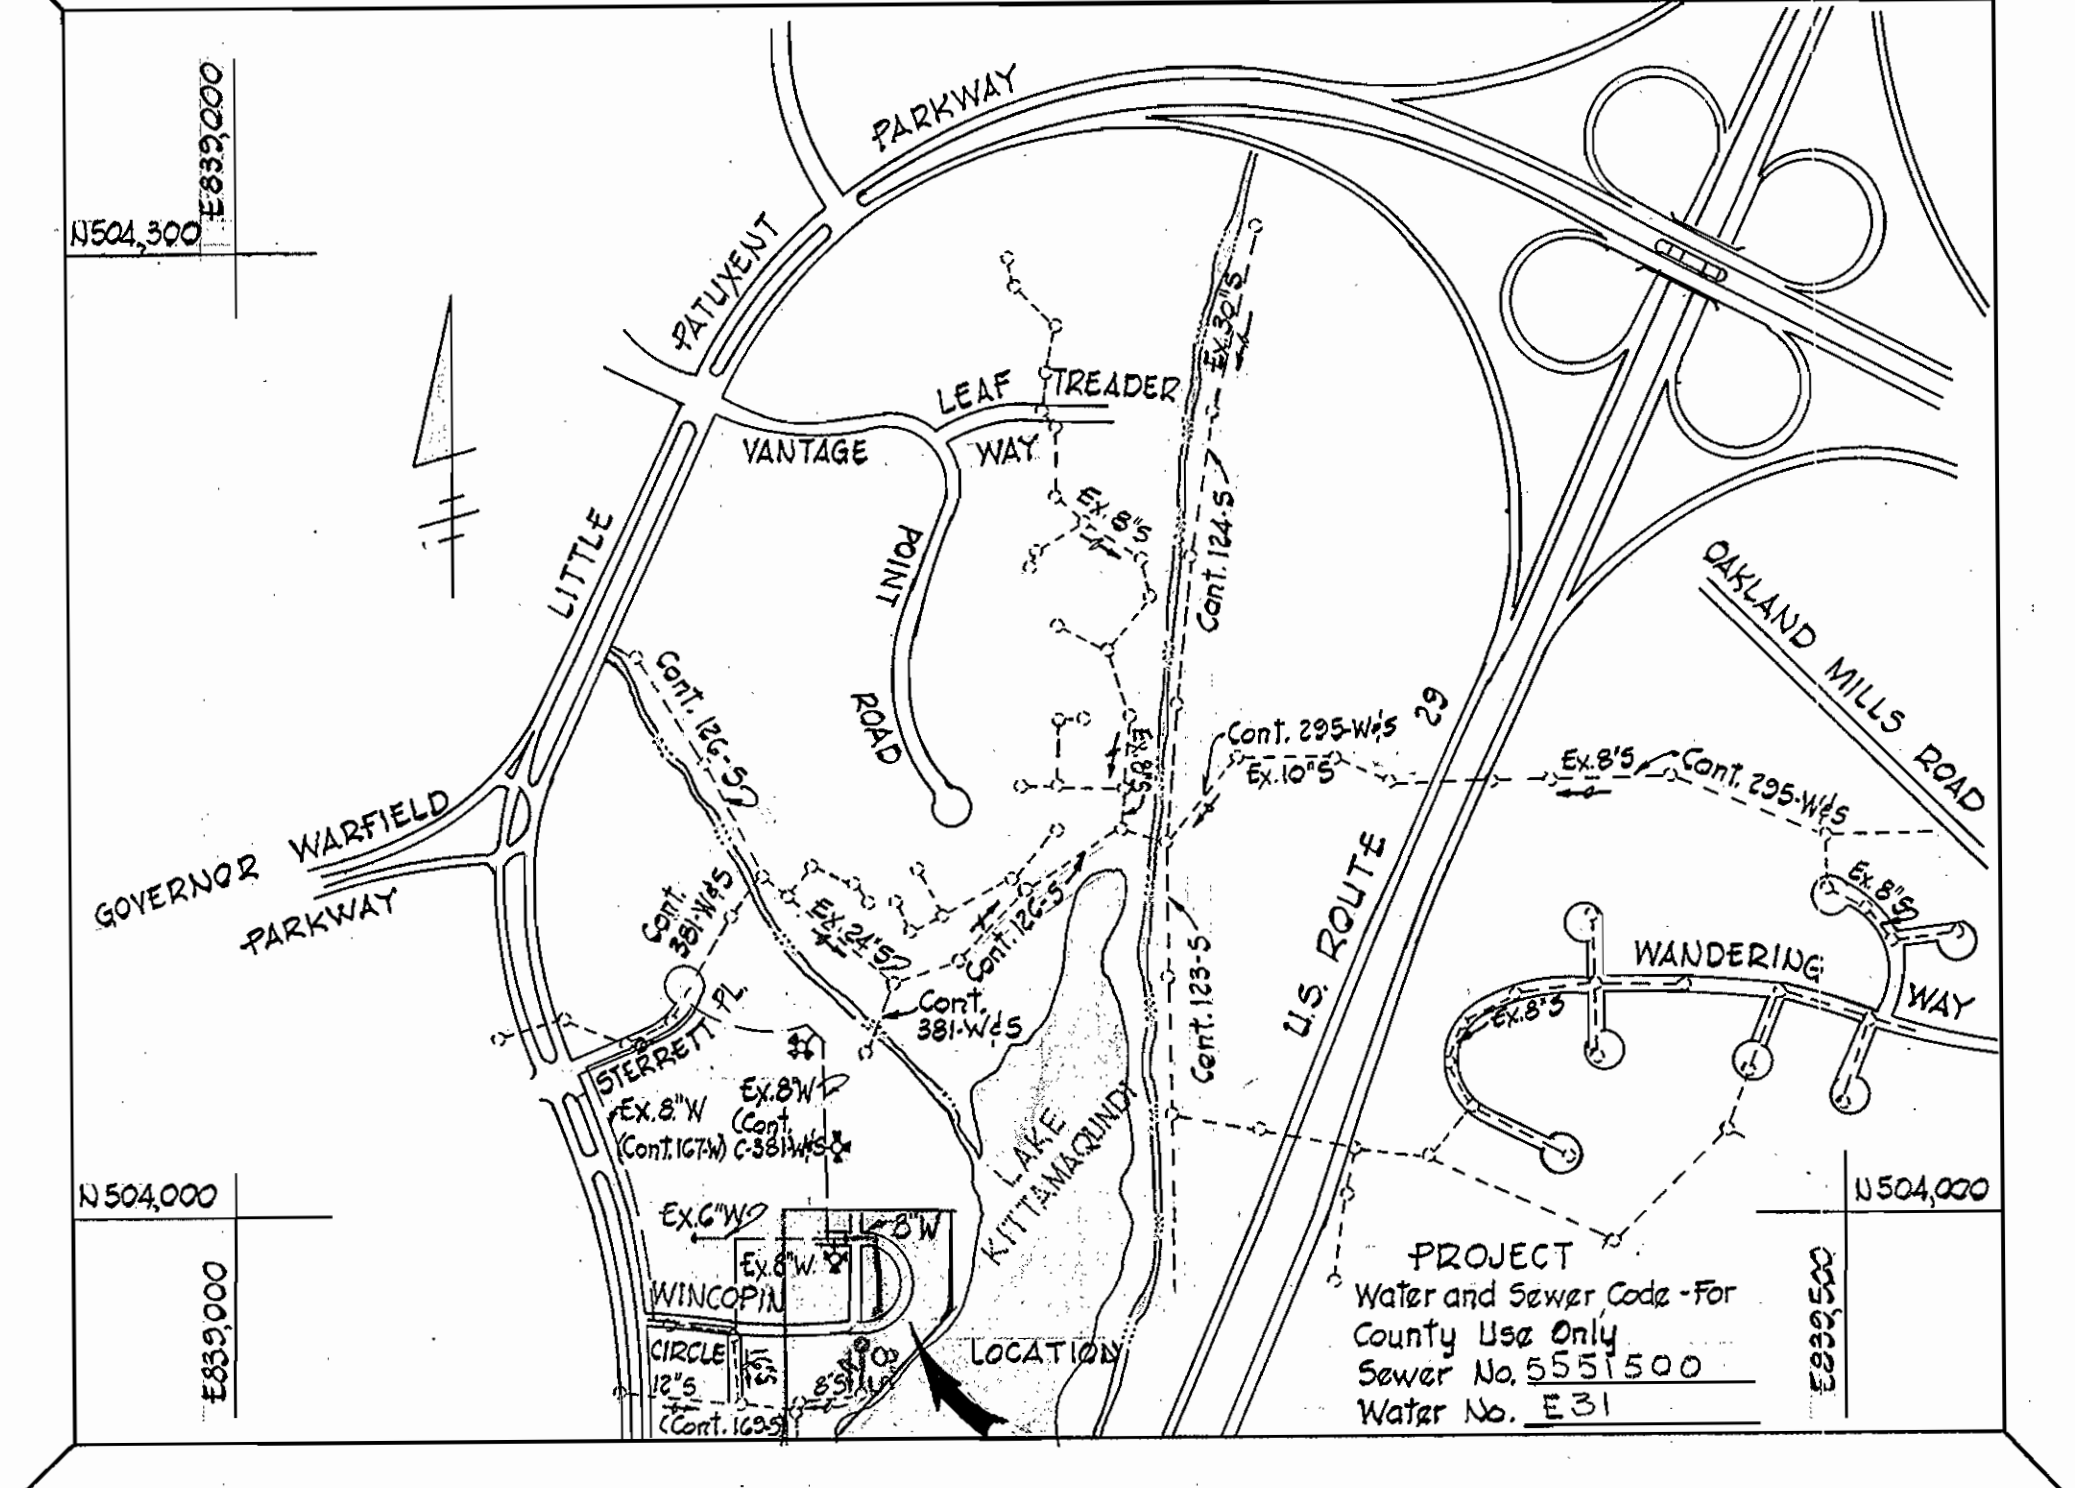 E839,000
N504,300
PARKWAY
PATUXENT
LITTLE
LEAF TREADER
WAY
VANTAGE
POINT
ROAD
Ex. 30"S
Cont. 124-S
Ex. 8"S
OAKLAND MILLS ROAD
Cont. 126-S
Ex. 8"S
Cont. 295-W&S
Ex. 10"S
29
U.S. ROUTE
Ex. 8"S
Cont. 295-W&S
GOVERNOR WARFIELD
PARKWAY
Cont.
381-W&S
Ex. 24"S
Cont. 126-S
Cont.
381-W&S
Cont. 123-S
Ex. 8"S
WANDERING
WAY
Ex. 8"S
STERRETT PL.
Ex. 8"W
(Cont. 167-W)
Ex. 8"W
(Cont.
C-381-W&S
LAKE
KITTAMAQUNDI
N504,000
N504,000
E839,000
E839,500
Ex. 6"W
8"W
Ex. 8"W
WINCOPIN
CIRCLE
12"S
(Cont. 163-S
8"S
LOCATION
PROJECT
Water and Sewer Code - For
County Use Only
Sewer No. 5551500
Water No. E31